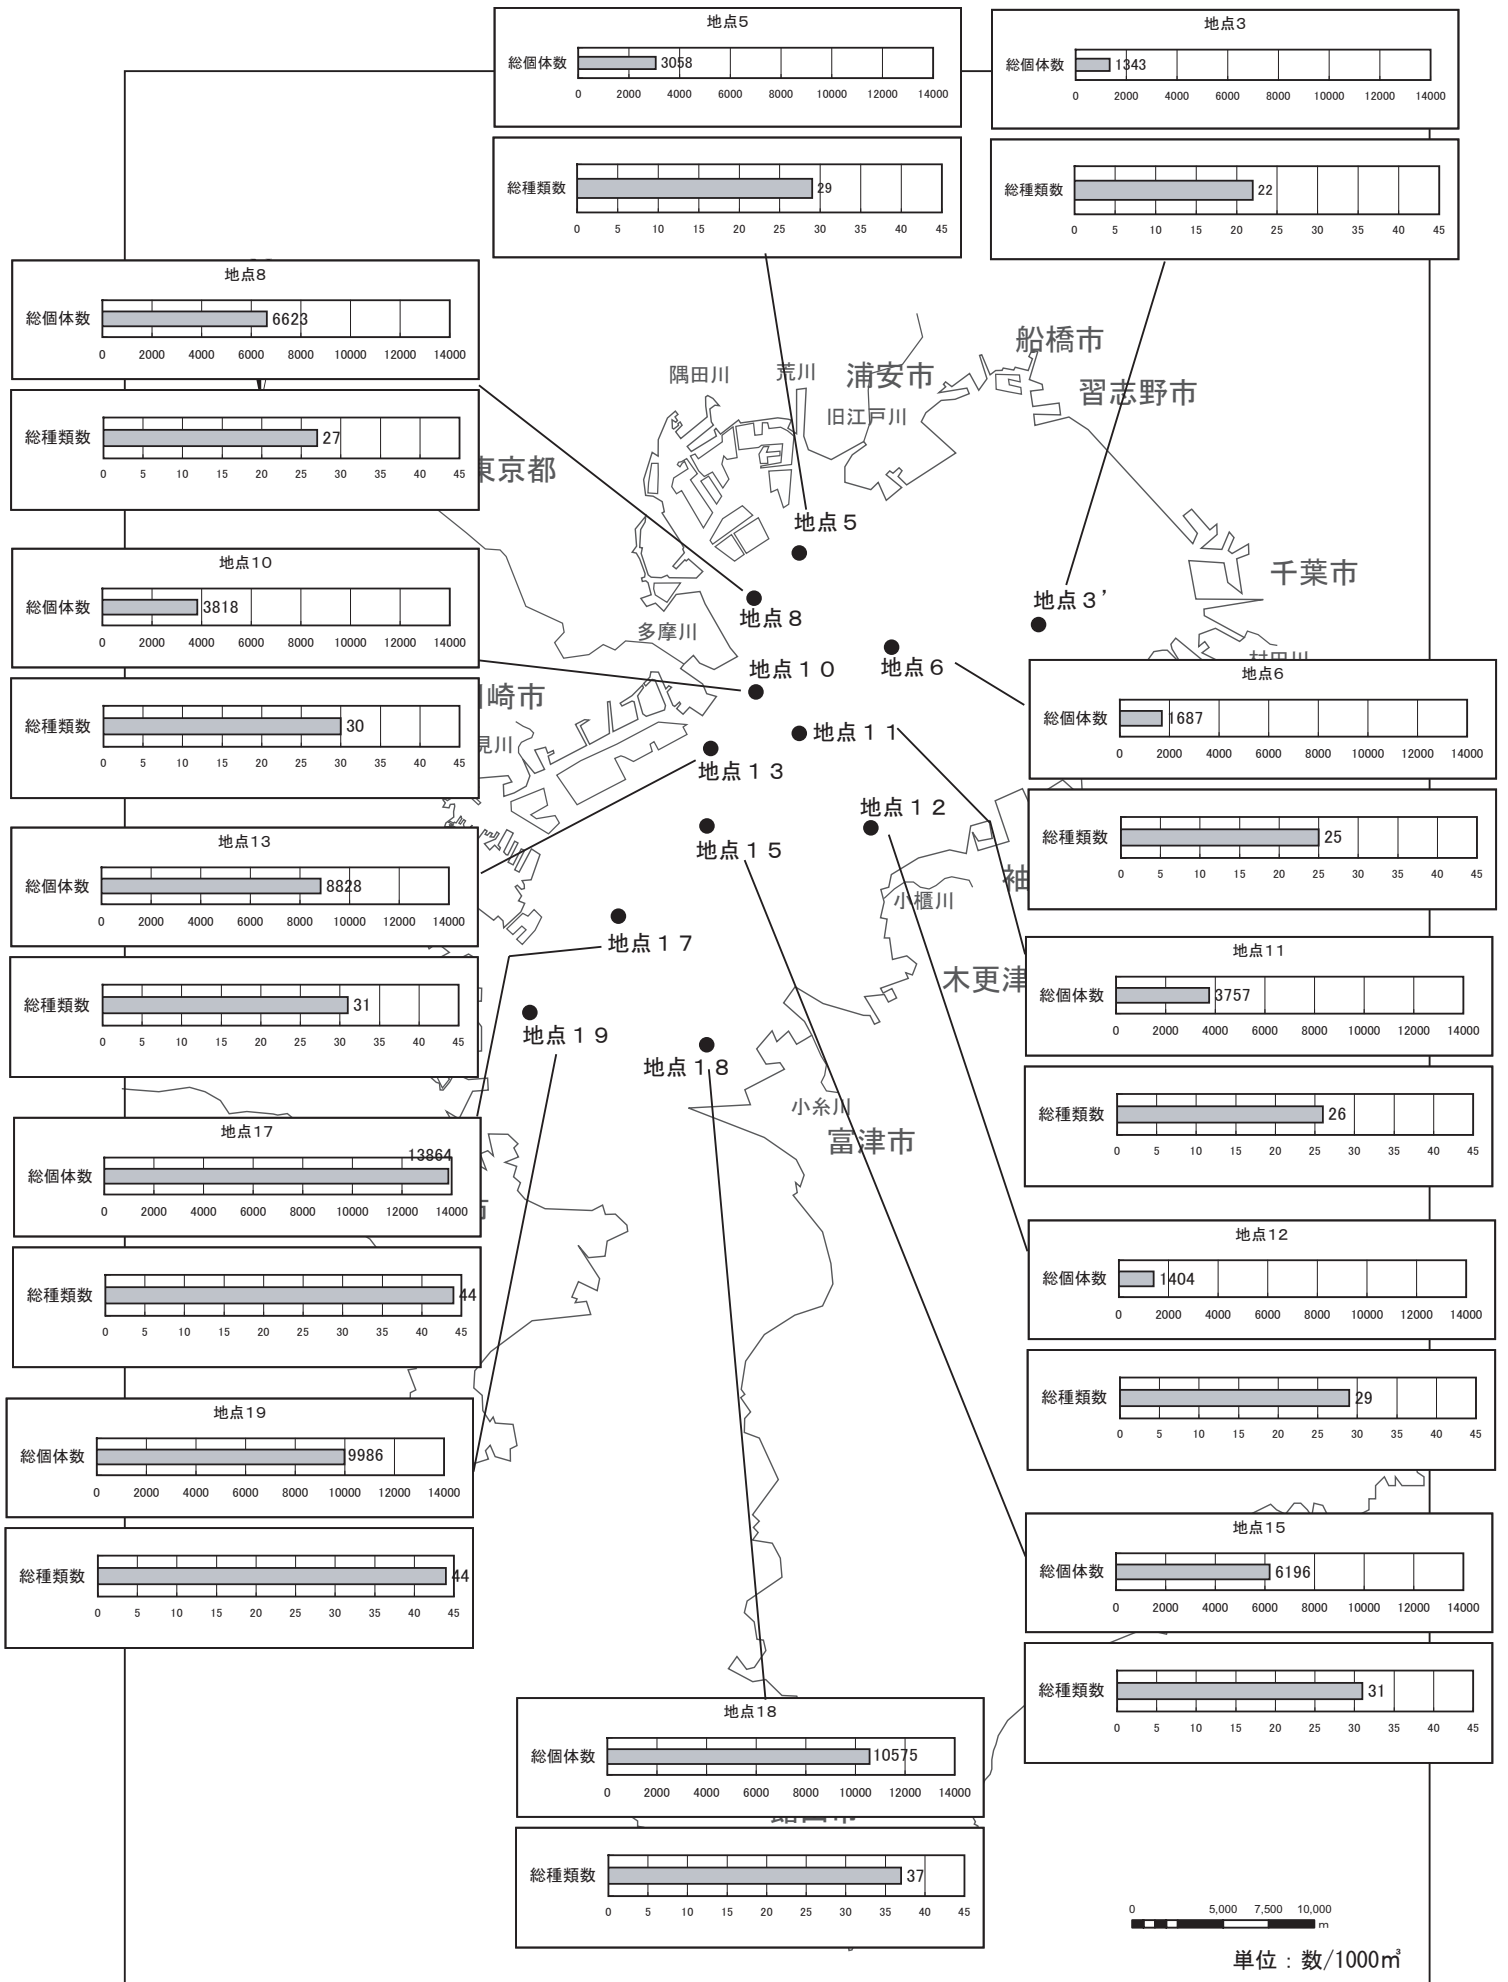 地点5
総個体数 3058
0 2000 4000 6000 8000 10000 12000 14000
総種類数 29
0 5 10 15 20 25 30 35 40 45
地点3
総個体数 1343
0 2000 4000 6000 8000 10000 12000 14000
総種類数 22
0 5 10 15 20 25 30 35 40 45
地点8
総個体数 6623
0 2000 4000 6000 8000 10000 12000 14000
総種類数 27
0 5 10 15 20 25 30 35 40 45
地点10
総個体数 3818
0 2000 4000 6000 8000 10000 12000 14000
総種類数 30
0 5 10 15 20 25 30 35 40 45
地点13
総個体数 8828
0 2000 4000 6000 8000 10000 12000 14000
総種類数 31
0 5 10 15 20 25 30 35 40 45
地点17
総個体数 13864
0 2000 4000 6000 8000 10000 12000 14000
総種類数 44
0 5 10 15 20 25 30 35 40 45
地点19
総個体数 9986
0 2000 4000 6000 8000 10000 12000 14000
総種類数 44
0 5 10 15 20 25 30 35 40 45
船橋市
習志野市
浦安市
隅田川
荒川
旧江戸川
東京都
千葉市
多摩川
崎市
見川
地点５
地点３’
地点８
地点６
地点１０
地点１１
地点１３
地点１２
地点１５
地点１７
地点１９
地点１８
袖
小櫃川
木更津
小糸川
富津市
地点6
総個体数 1687
0 2000 4000 6000 8000 10000 12000 14000
総種類数 25
0 5 10 15 20 25 30 35 40 45
地点11
総個体数 3757
0 2000 4000 6000 8000 10000 12000 14000
総種類数 26
0 5 10 15 20 25 30 35 40 45
地点12
総個体数 1404
0 2000 4000 6000 8000 10000 12000 14000
総種類数 29
0 5 10 15 20 25 30 35 40 45
地点15
総個体数 6196
0 2000 4000 6000 8000 10000 12000 14000
総種類数 31
0 5 10 15 20 25 30 35 40 45
地点18
総個体数 10575
0 2000 4000 6000 8000 10000 12000 14000
総種類数 37
0 5 10 15 20 25 30 35 40 45
0 5,000 7,500 10,000
m
単位：数/1000㎥